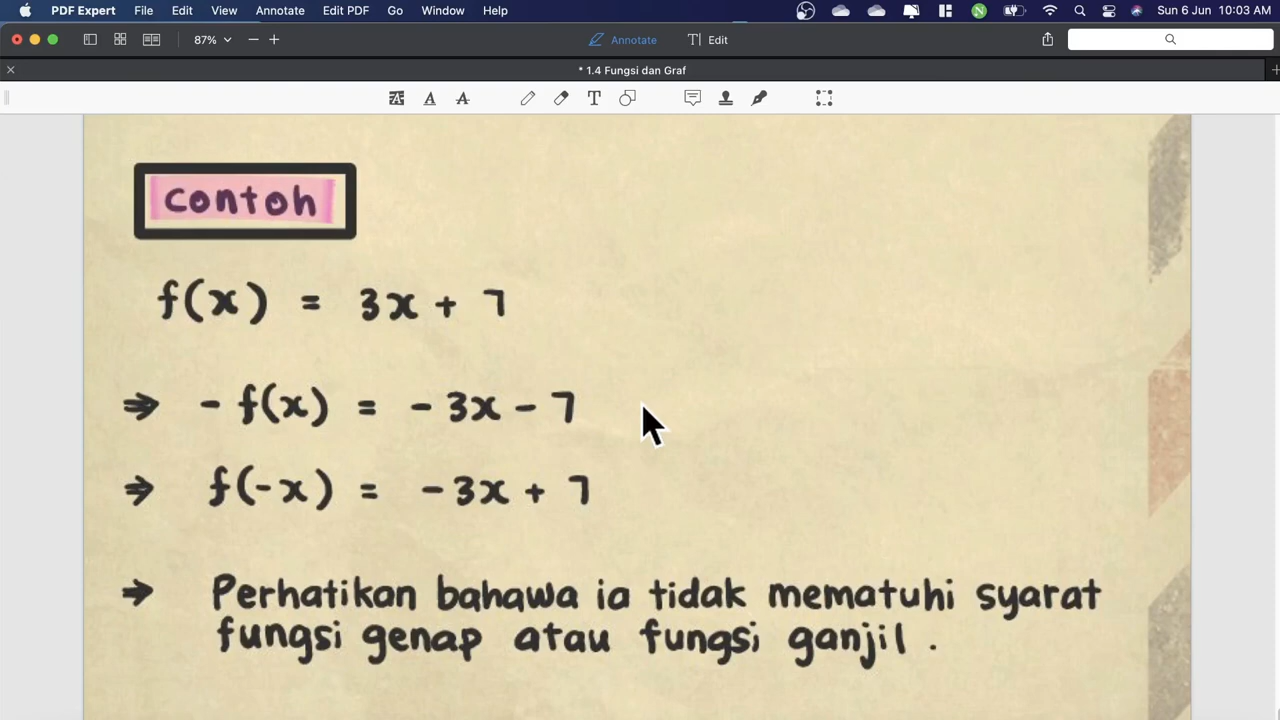 PDF Expert File Edit View Annotate Edit PDF Go Window Help Sun 6 Jun 10:03 AM
87% Annotate Edit
* 1.4 Fungsi dan Graf
contoh
f(x) = 3x + 7
⇒ - f(x) = - 3x - 7
⇒ f(-x) = - 3x + 7
⇒ Perhatikan bahawa ia tidak mematuhi syarat
fungsi genap atau fungsi ganjil .